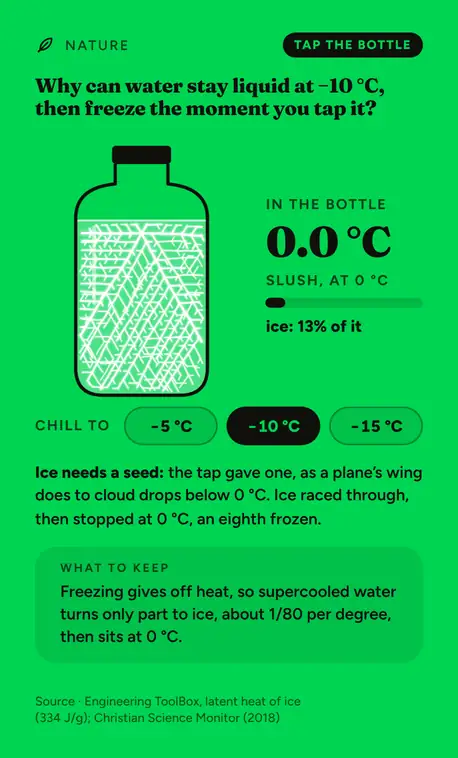 NATURE
TAP THE BOTTLE
Why can water stay liquid at −10 °C,
then freeze the moment you tap it?
IN THE BOTTLE
0.0 °C
SLUSH, AT 0 °C
ice: 13% of it
CHILL TO
−5 °C
−10 °C
−15 °C
Ice needs a seed: the tap gave one, as a plane’s wing
does to cloud drops below 0 °C. Ice raced through,
then stopped at 0 °C, an eighth frozen.
WHAT TO KEEP
Freezing gives off heat, so supercooled water
turns only part to ice, about 1/80 per degree,
then sits at 0 °C.
Source · Engineering ToolBox, latent heat of ice
(334 J/g); Christian Science Monitor (2018)